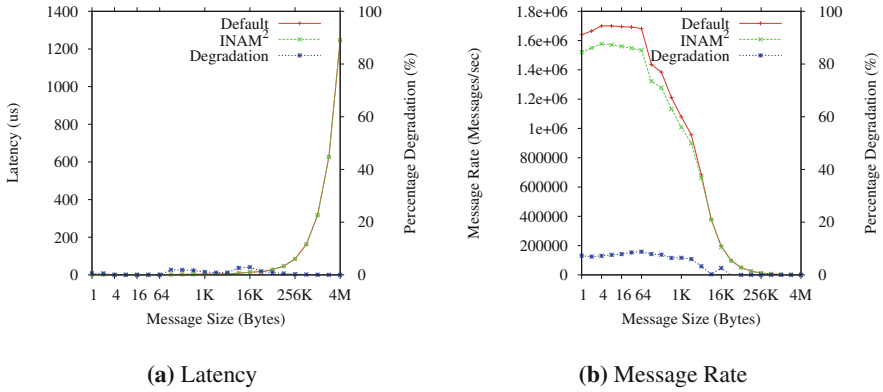 1400
1200
1000
800
600
400
200
0
Latency (us)
Default
INAM2
Degradation
100
80
60
40
20
0
Percentage Degradation (%)
1 4 16 64 1K 16K 256K 4M
Message Size (Bytes)
(a) Latency
1.8e+06
1.6e+06
1.4e+06
1.2e+06
1e+06
800000
600000
400000
200000
0
Message Rate (Messages/sec)
Default
INAM2
Degradation
100
80
60
40
20
0
Percentage Degradation (%)
1 4 16 64 1K 16K 256K 4M
Message Size (Bytes)
(b) Message Rate